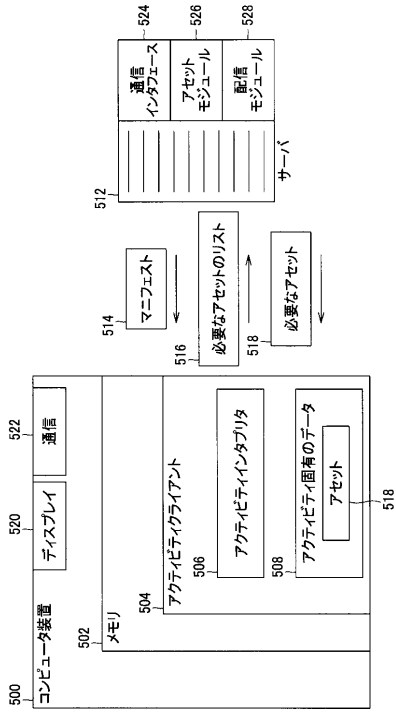 500
コンピュータ装置
520
ディスプレイ
522
通信
502
メモリ
504
アクティビティクライアント
506
アクティビティインタプリタ
508
アクティビティ固有のデータ
アセット
518
514
マニフェスト
516
必要なアセットのリスト
518
必要なアセット
512
サーバ
通信
インタフェース
524
アセット
モジュール
526
配信
モジュール
528